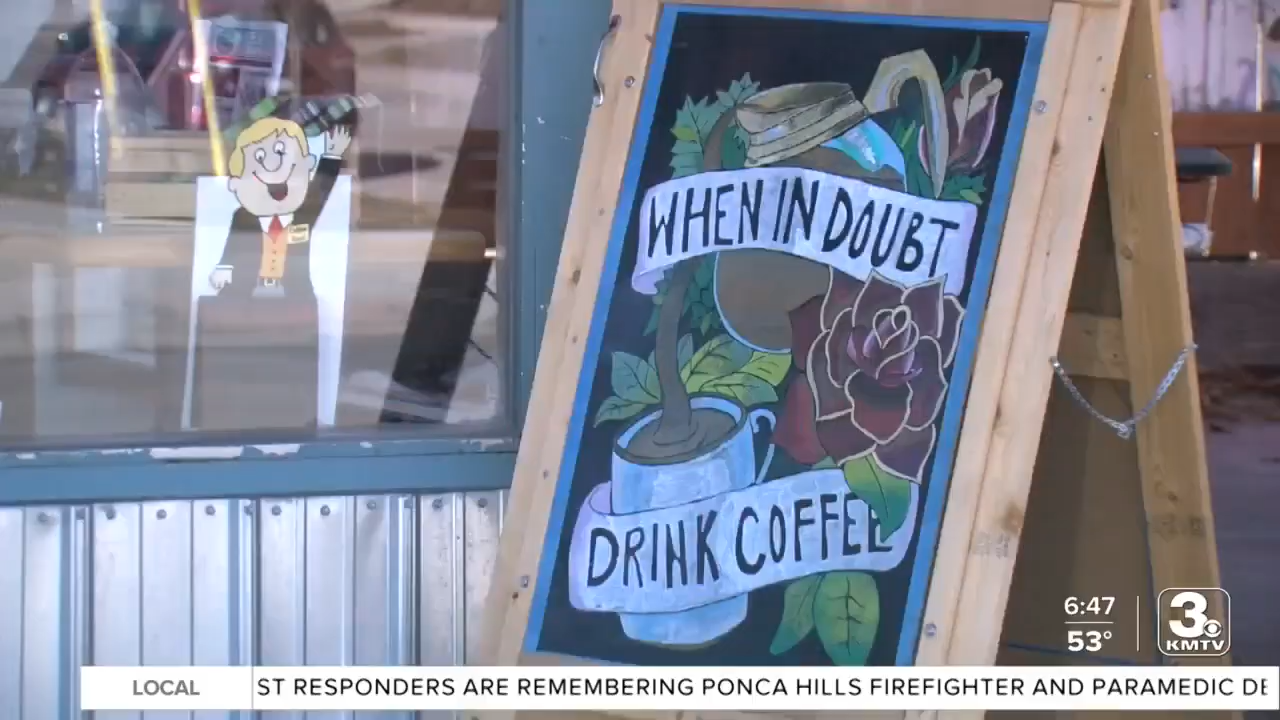 WHEN IN DOUBT
DRINK COFFEE
6:47
53°
3
KMTV
LOCAL
ST RESPONDERS ARE REMEMBERING PONCA HILLS FIREFIGHTER AND PARAMEDIC DE